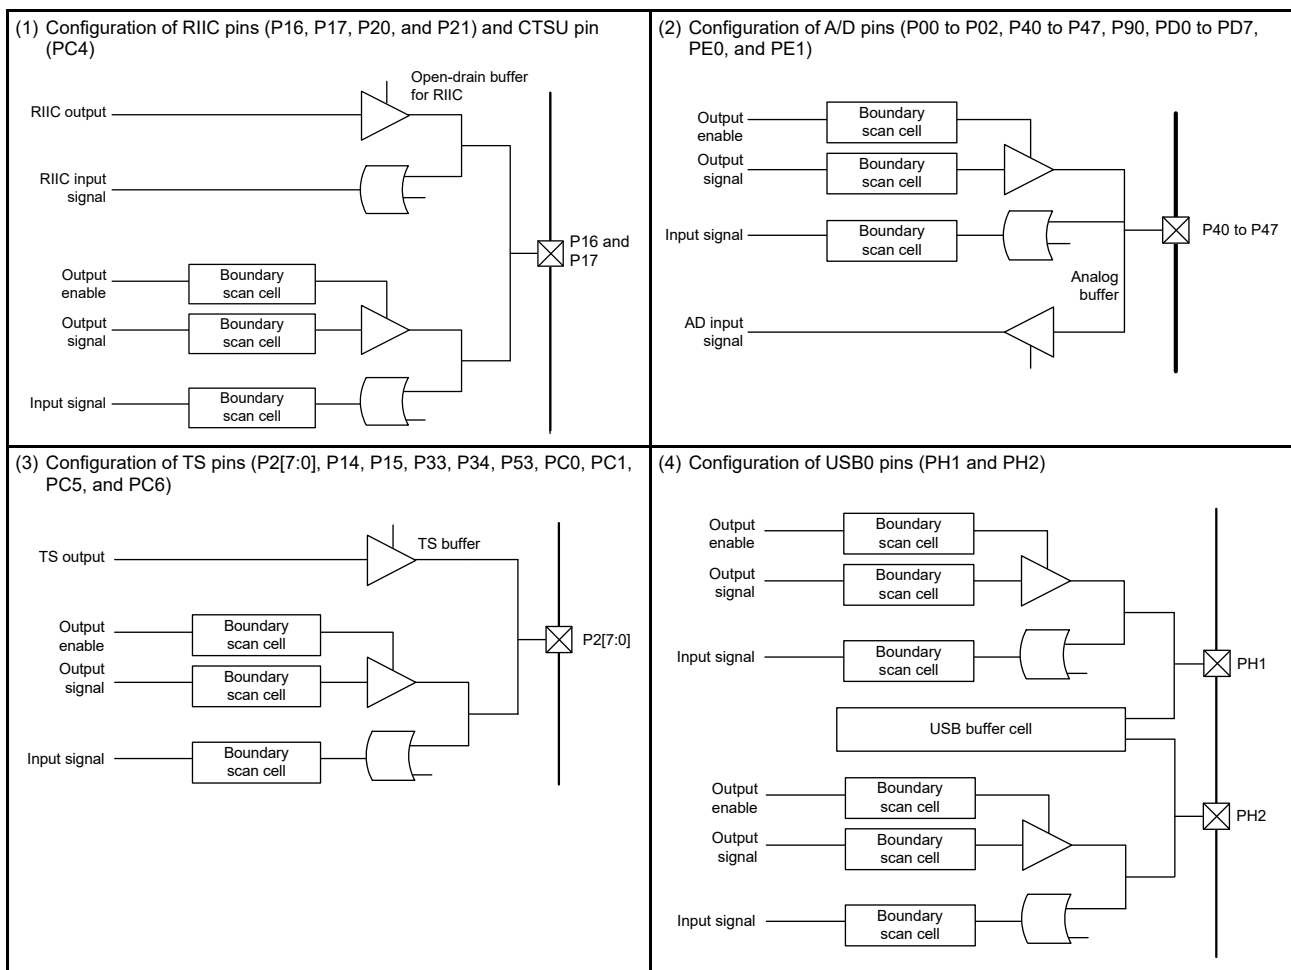 (1) Configuration of RIIC pins (P16, P17, P20, and P21) and CTSU pin
(PC4)
Open-drain buffer
for RIIC
RIIC output
RIIC input
signal
P16 and
P17
Output
enable
Boundary
scan cell
Output
signal
Boundary
scan cell
Input signal
Boundary
scan cell
(2) Configuration of A/D pins (P00 to P02, P40 to P47, P90, PD0 to PD7,
PE0, and PE1)
Output
enable
Boundary
scan cell
Output
signal
Boundary
scan cell
Input signal
Boundary
scan cell
P40 to P47
Analog
buffer
AD input
signal
(3) Configuration of TS pins (P2[7:0], P14, P15, P33, P34, P53, PC0, PC1,
PC5, and PC6)
TS buffer
TS output
Output
enable
Boundary
scan cell
P2[7:0]
Output
signal
Boundary
scan cell
Input signal
Boundary
scan cell
(4) Configuration of USB0 pins (PH1 and PH2)
Output
enable
Boundary
scan cell
Output
signal
Boundary
scan cell
Input signal
Boundary
scan cell
PH1
USB buffer cell
Output
enable
Boundary
scan cell
PH2
Output
signal
Boundary
scan cell
Input signal
Boundary
scan cell